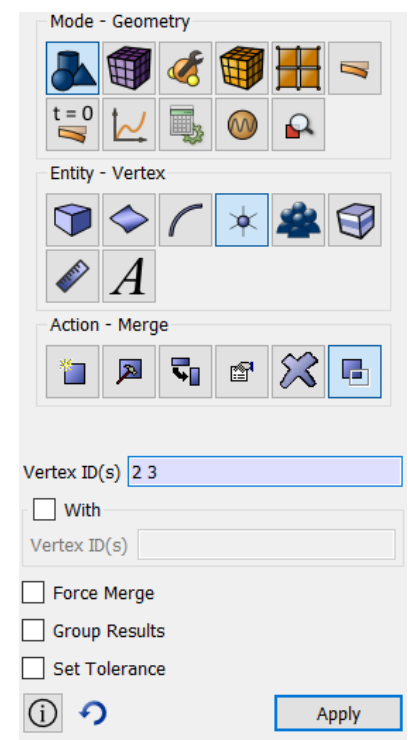 Mode - Geometry
t = 0
Entity - Vertex
A
Action - Merge
Vertex ID(s) 2 3
With
Vertex ID(s)
Force Merge
Group Results
Set Tolerance
i
Apply